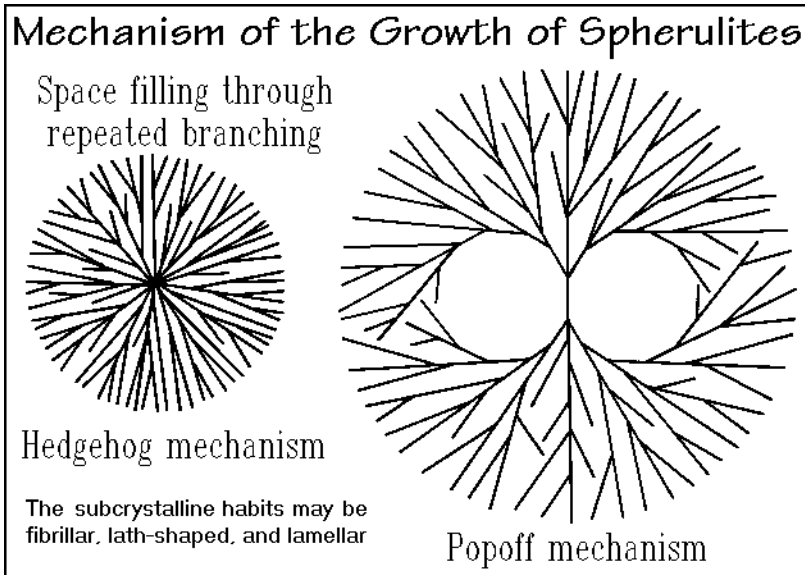 Mechanism of the Growth of Spherulites
Space filling through
repeated branching
Hedgehog mechanism
The subcrystalline habits may be
fibrillar, lath-shaped, and lamellar
Popoff mechanism